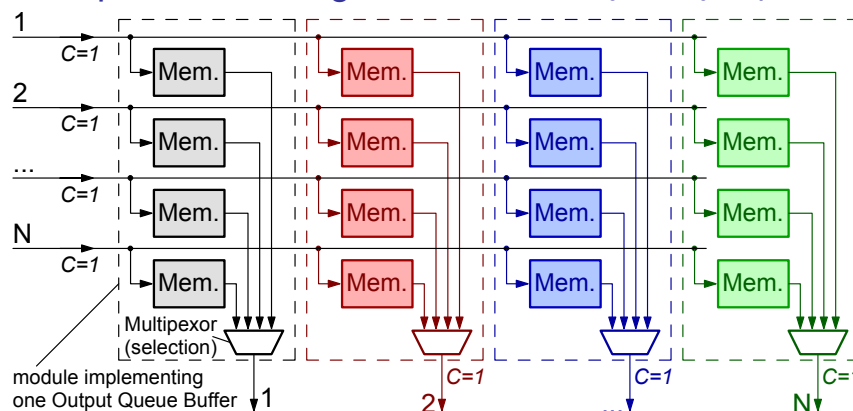 1
C=1
Mem. Mem. Mem. Mem.
2
C=1
Mem. Mem. Mem. Mem.
...
C=1
Mem. Mem. Mem. Mem.
N
C=1
Mem. Mem. Mem. Mem.
Multipexor
(selection)
module implementing
one Output Queue Buffer
1
C=1
2
C=1
...
C=1
N